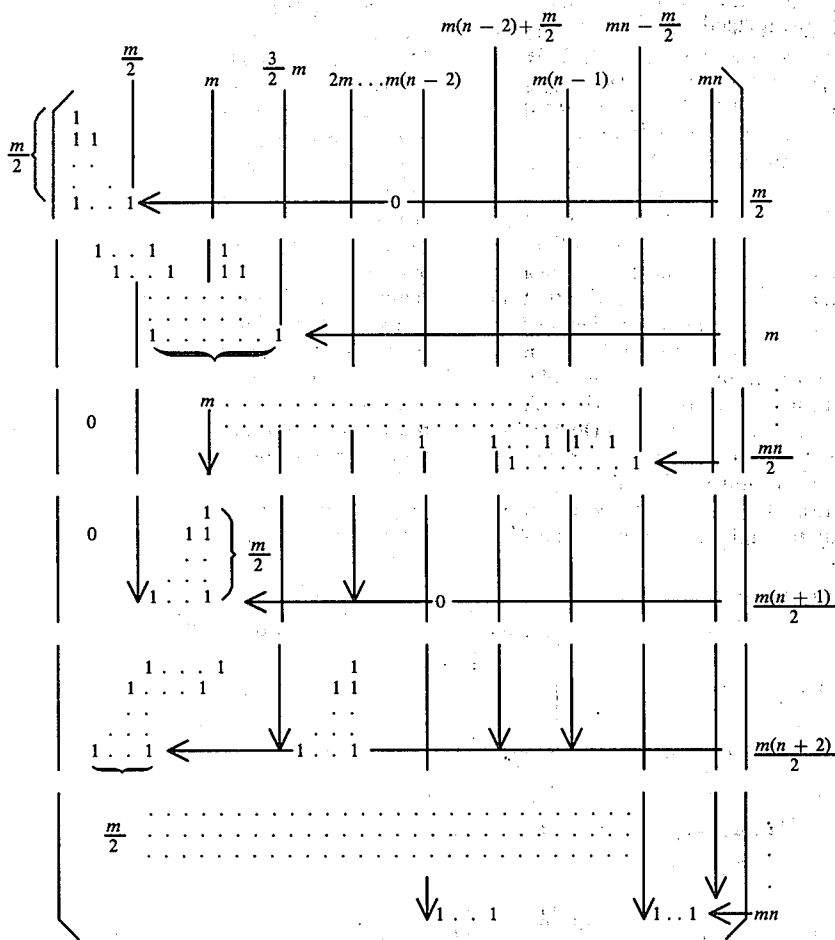 m(n − 2) + m/2 mn − m/2
m/2 m 3/2 m 2m . . . m(n − 2) m(n − 1) mn
1
1 1
m/2 . .
. . .
1 . . 1 0 m/2
1 . . 1 1
1 . . 1 1 1
. . . . . .
. . . . . .
1 . . . . . . 1 m
m . . . . . . . . . . . . . . . . . . . . .
0 . . . . . . . . . . . . . . . . . . . .
1 1 . . 1 1 . 1
1 . . . . . . 1 mn/2
1
0 1 1 m/2
. .
. . .
1 . . 1 0 m(n + 1)/2
1 . . . 1 1
1 . . . 1 1 1
. . . .
. . . . . .
1 . . 1 1 . . 1 m(n + 2)/2
. . . . . . . . . . . . . . . . . . . . . . . . . . .
m/2 . . . . . . . . . . . . . . . . . . . . . . . . . . .
. . . . . . . . . . . . . . . . . . . . . . . . . . .
1 . . 1 1 . . 1 mn